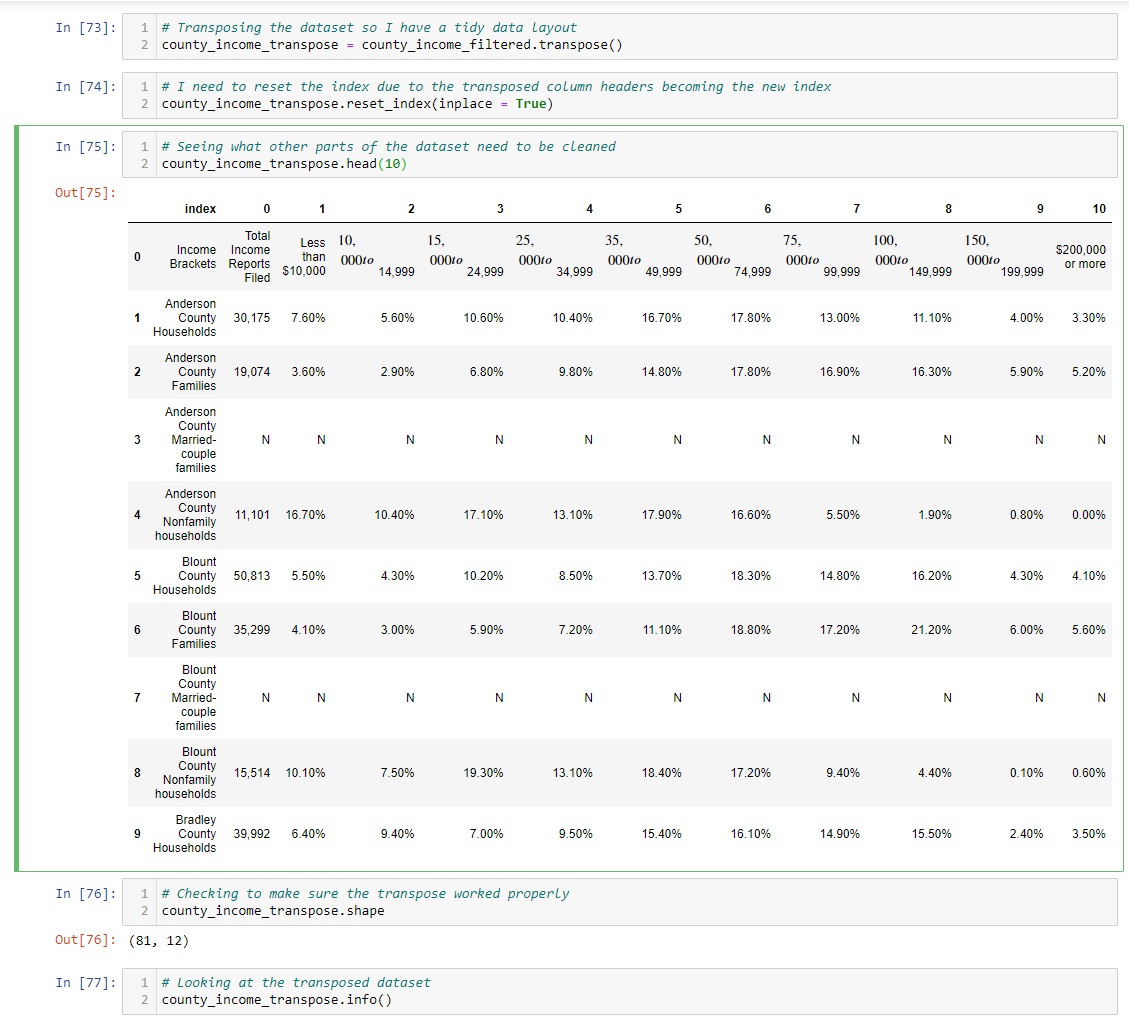 In [73]:
1 # Transposing the dataset so I have a tidy data layout
2 county_income_transpose = county_income_filtered.transpose()
In [74]:
1 # I need to reset the index due to the transposed column headers becoming the new index
2 county_income_transpose.reset_index(inplace = True)
In [75]:
1 # Seeing what other parts of the dataset need to be cleaned
2 county_income_transpose.head(10)
Out[75]:
index 0 1 2 3 4 5 6 7 8 9 10
0 Income Brackets Total Income Reports Filed Less than $10,000 10, 000to 14,999 15, 000to 24,999 25, 000to 34,999 35, 000to 49,999 50, 000to 74,999 75, 000to 99,999 100, 000to 149,999 150, 000to 199,999 $200,000 or more
1 Anderson County Households 30,175 7.60% 5.60% 10.60% 10.40% 16.70% 17.80% 13.00% 11.10% 4.00% 3.30%
2 Anderson County Families 19,074 3.60% 2.90% 6.80% 9.80% 14.80% 17.80% 16.90% 16.30% 5.90% 5.20%
3 Anderson County Married-couple families N N N N N N N N N N N
4 Anderson County Nonfamily households 11,101 16.70% 10.40% 17.10% 13.10% 17.90% 16.60% 5.50% 1.90% 0.80% 0.00%
5 Blount County Households 50,813 5.50% 4.30% 10.20% 8.50% 13.70% 18.30% 14.80% 16.20% 4.30% 4.10%
6 Blount County Families 35,299 4.10% 3.00% 5.90% 7.20% 11.10% 18.80% 17.20% 21.20% 6.00% 5.60%
7 Blount County Married-couple families N N N N N N N N N N N
8 Blount County Nonfamily households 15,514 10.10% 7.50% 19.30% 13.10% 18.40% 17.20% 9.40% 4.40% 0.10% 0.60%
9 Bradley County Households 39,992 6.40% 9.40% 7.00% 9.50% 15.40% 16.10% 14.90% 15.50% 2.40% 3.50%
In [76]:
1 # Checking to make sure the transpose worked properly
2 county_income_transpose.shape
Out[76]: (81, 12)
In [77]:
1 # Looking at the transposed dataset
2 county_income_transpose.info()